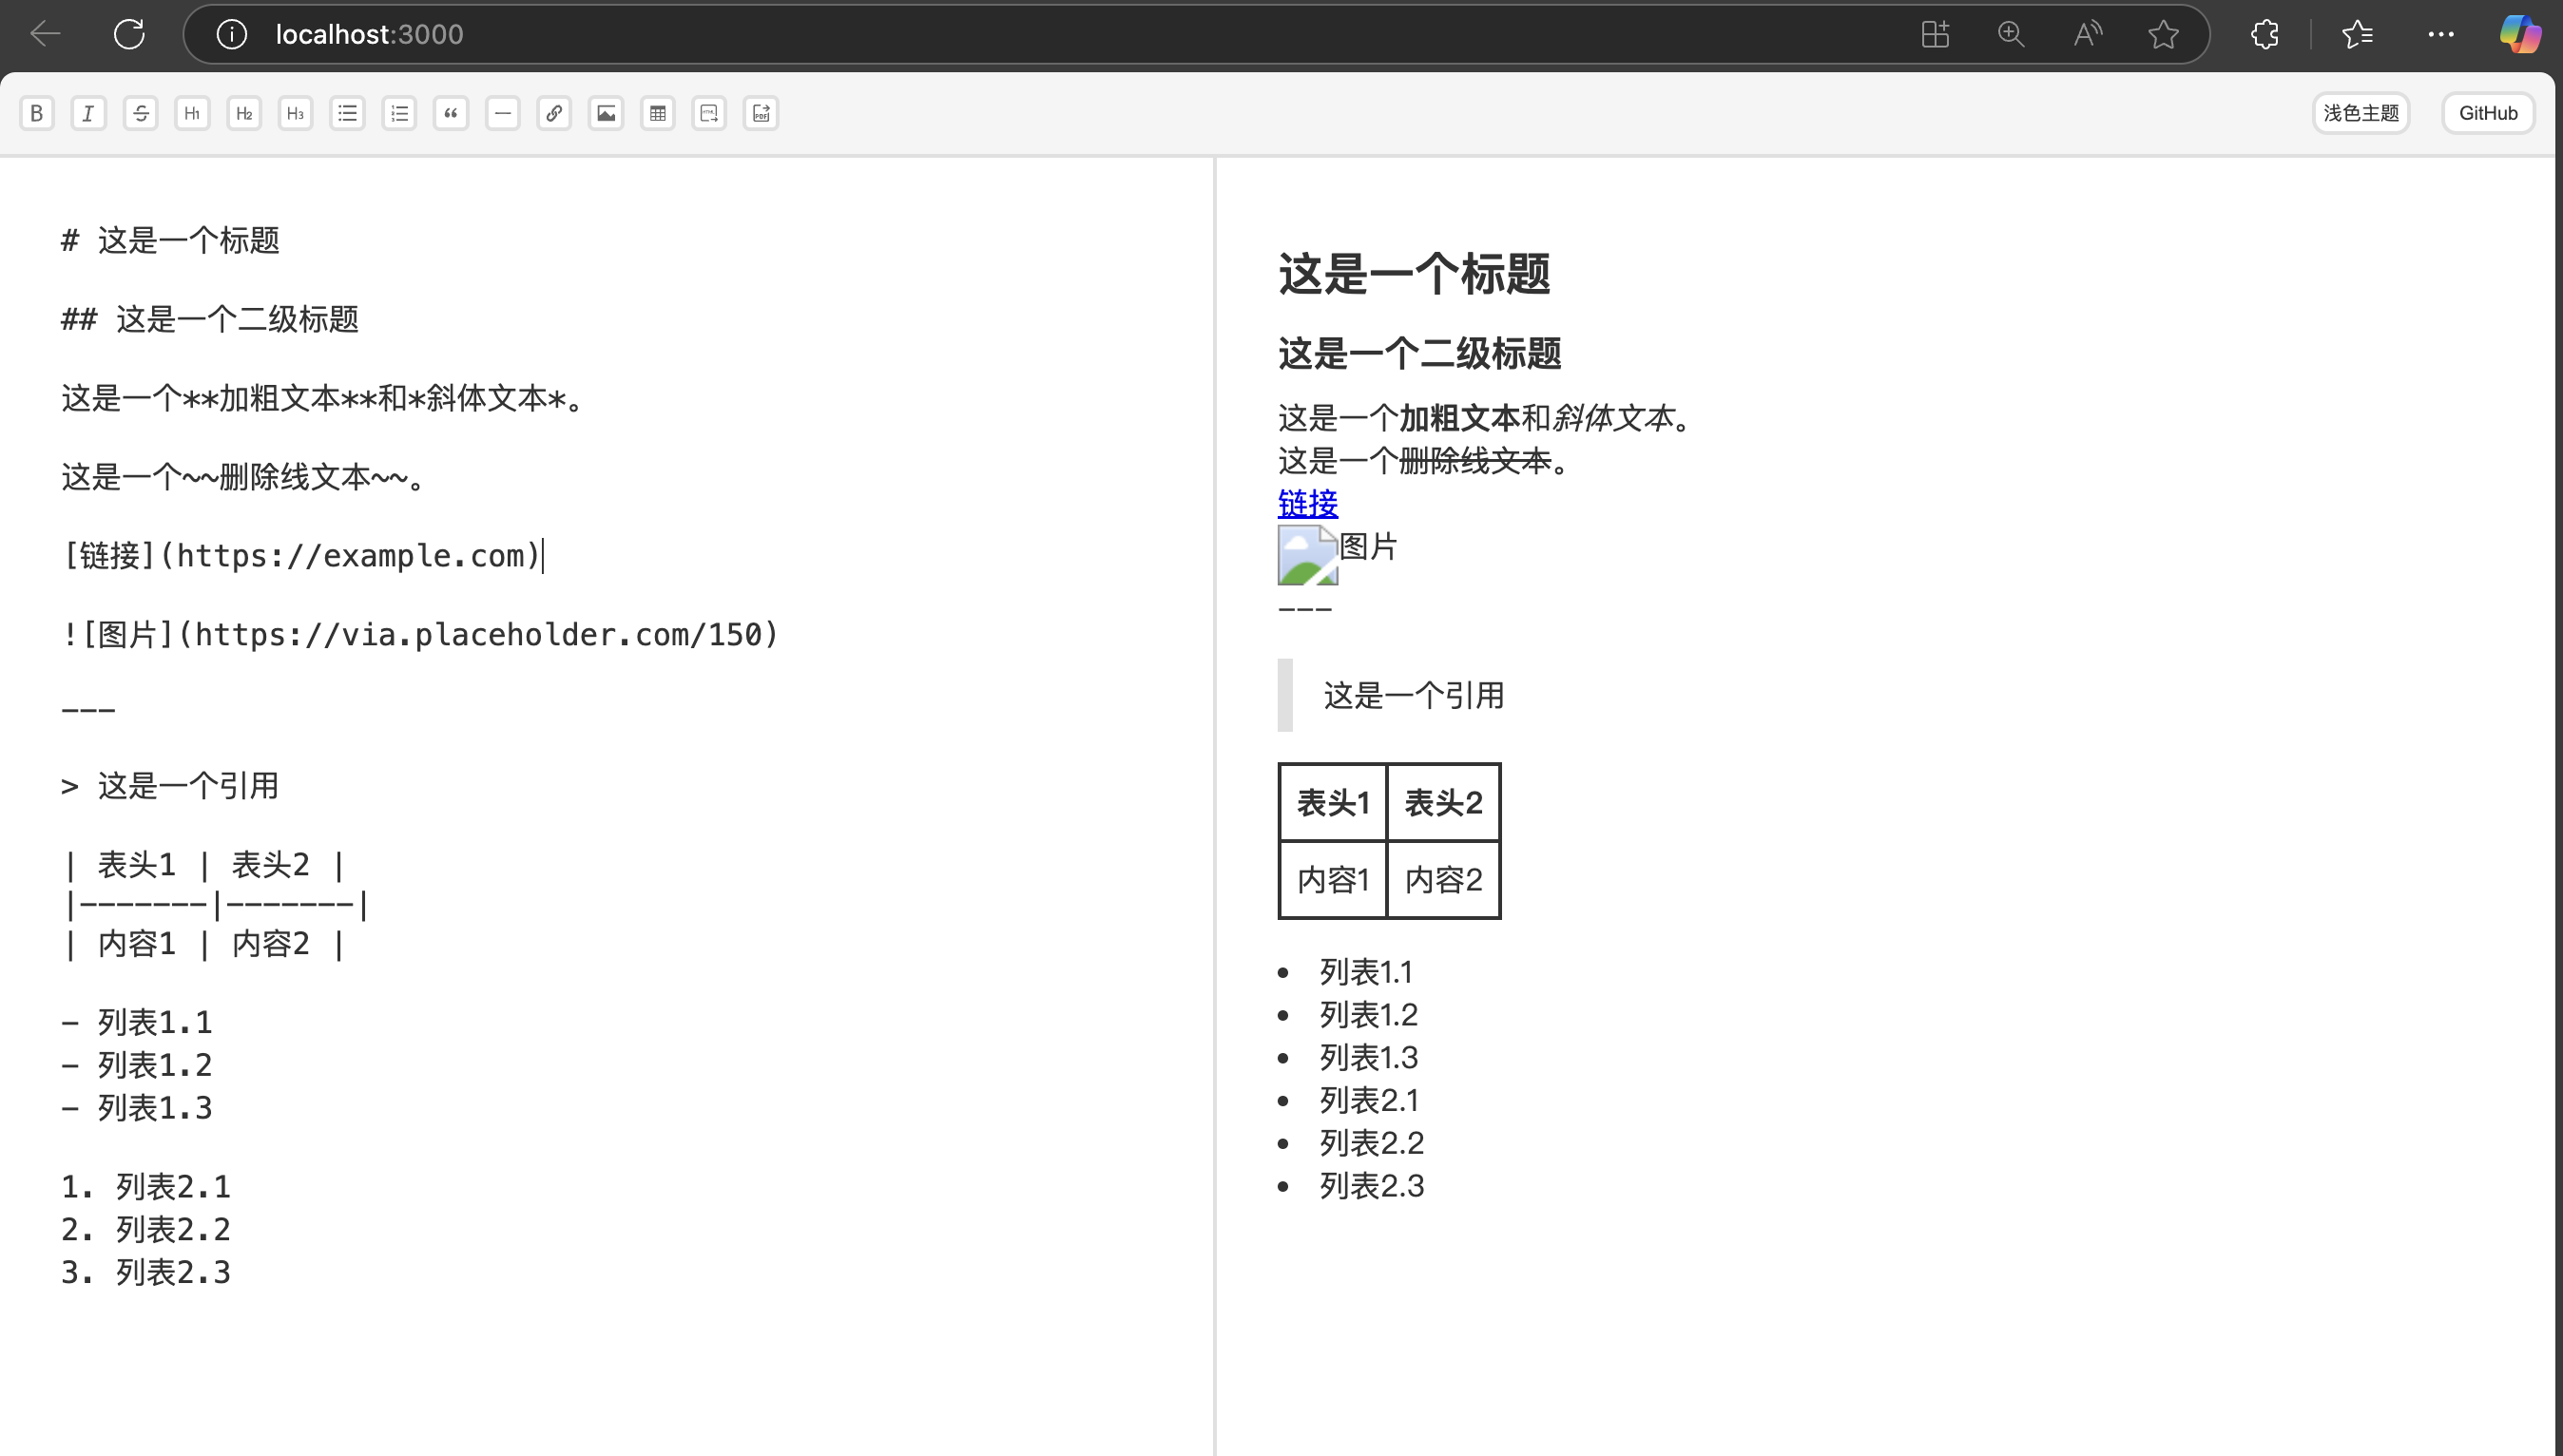 localhost:3000
B I S H1 H2 H3 HTML PDF
浅色主题 GitHub
# 这是一个标题
## 这是一个二级标题
这是一个**加粗文本**和*斜体文本*。
这是一个~~删除线文本~~。
[链接](https://example.com)
![图片](https://via.placeholder.com/150)
---
> 这是一个引用
| 表头1 | 表头2 |
|-------|-------|
| 内容1 | 内容2 |
- 列表1.1
- 列表1.2
- 列表1.3
1. 列表2.1
2. 列表2.2
3. 列表2.3
这是一个标题
这是一个二级标题
这是一个加粗文本和斜体文本。
这是一个删除线文本。
链接
图片
---
这是一个引用
表头1 表头2
内容1 内容2
• 列表1.1
• 列表1.2
• 列表1.3
• 列表2.1
• 列表2.2
• 列表2.3